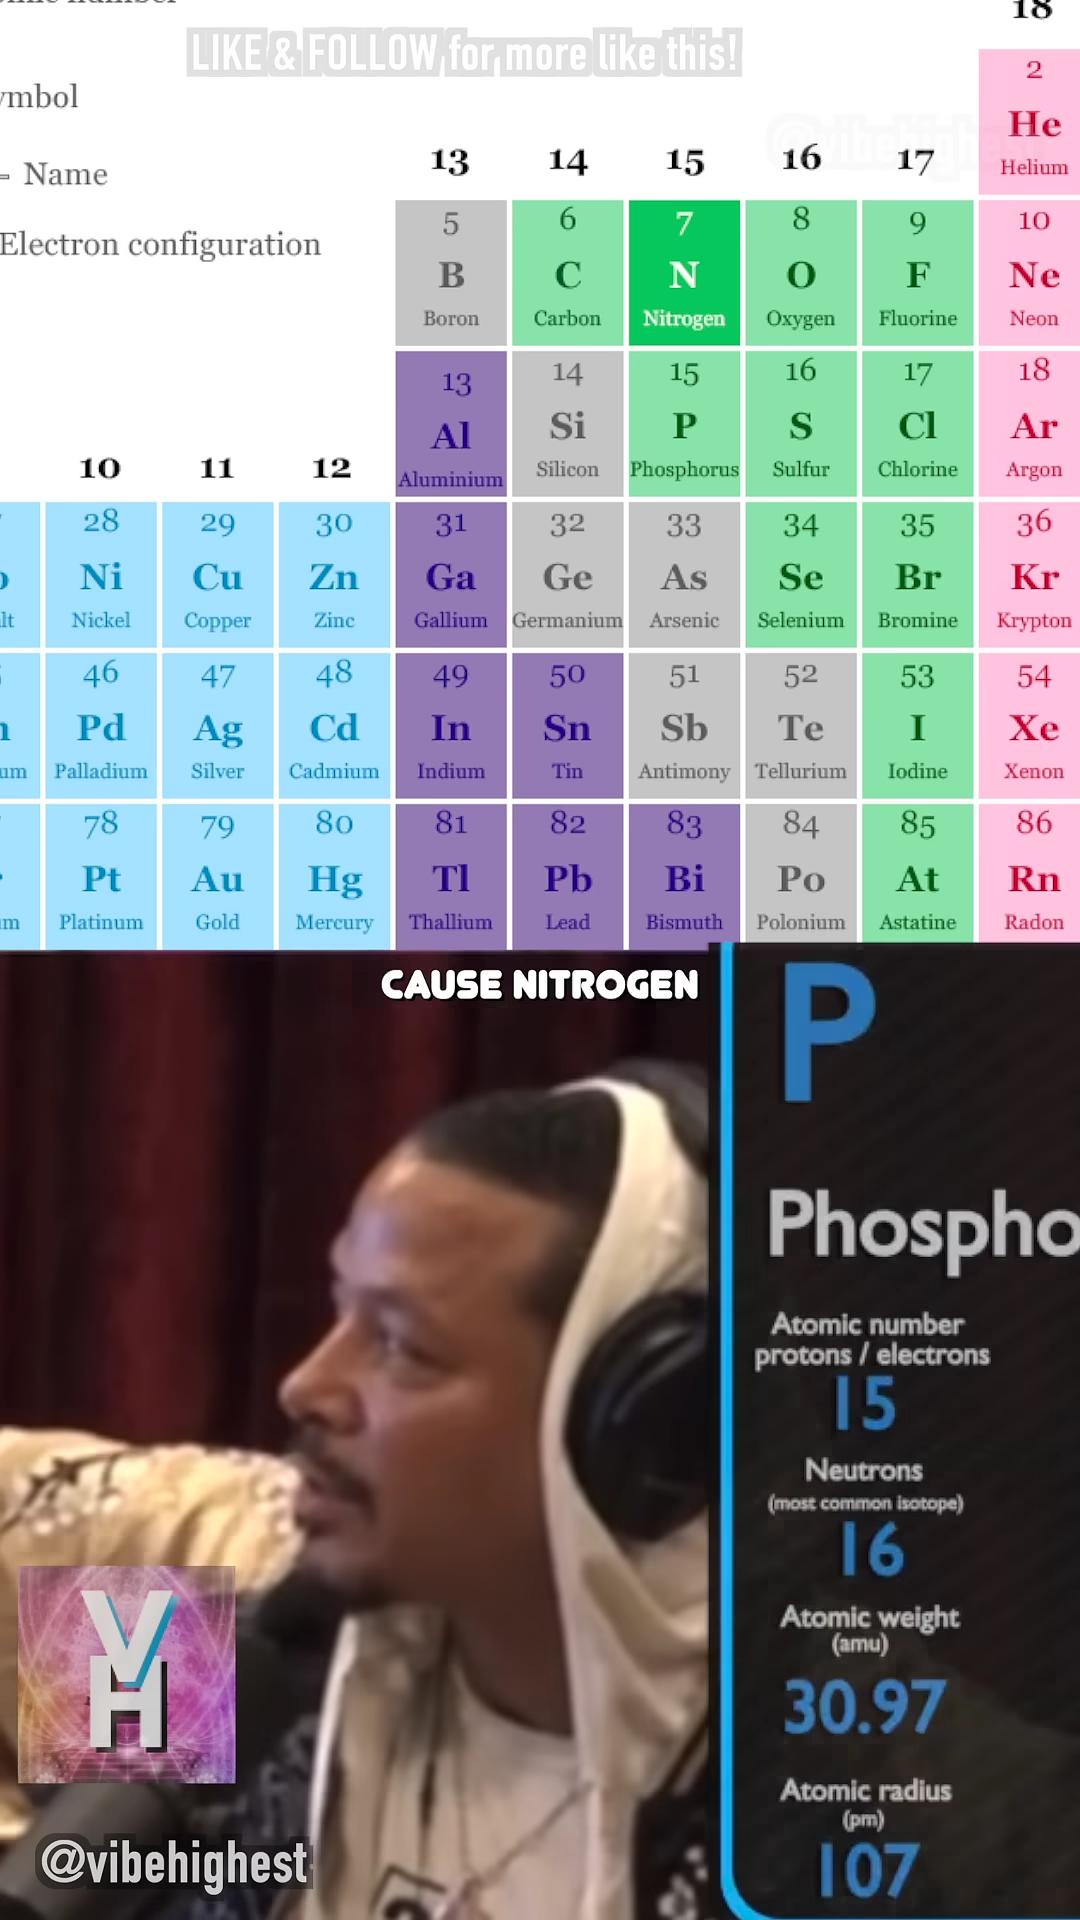 18
LIKE & FOLLOW for more like this!
2
ymbol
He
13 14 15 16 17
Name
Helium
5 6 7 8 9 10
Electron configuration
B C N O F Ne
Boron Carbon Nitrogen Oxygen Fluorine Neon
13 14 15 16 17 18
Al Si P S Cl Ar
10 11 12
Aluminium Silicon Phosphorus Sulfur Chlorine Argon
28 29 30 31 32 33 34 35 36
Ni Cu Zn Ga Ge As Se Br Kr
lt Nickel Copper Zinc Gallium Germanium Arsenic Selenium Bromine Krypton
46 47 48 49 50 51 52 53 54
Pd Ag Cd In Sn Sb Te I Xe
um Palladium Silver Cadmium Indium Tin Antimony Tellurium Iodine Xenon
78 79 80 81 82 83 84 85 86
Pt Au Hg Tl Pb Bi Po At Rn
m Platinum Gold Mercury Thallium Lead Bismuth Polonium Astatine Radon
CAUSE NITROGEN
P
Phospho
Atomic number
protons / electrons
15
Neutrons
(most common isotope)
16
Atomic weight
(amu)
30.97
Atomic radius
(pm)
107
VH
@vibehighest